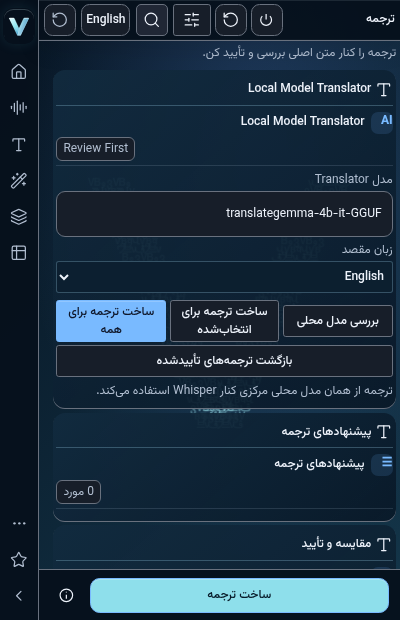 English
ترجمه
ترجمه را کنار متن اصلی بررسی و تأیید کن.
Local Model Translator
Local Model Translator
AI
Review First
مدل Translator
translategemma-4b-it-GGUF
زبان مقصد
English
بررسی مدل محلی
ساخت ترجمه برای انتخاب‌شده
ساخت ترجمه برای همه
بازگشت ترجمه‌های تأییدشده
ترجمه از همان مدل محلی مرکزی کنار Whisper استفاده می‌کند.
پیشنهادهای ترجمه
پیشنهادهای ترجمه
0 مورد
مقایسه و تأیید
ساخت ترجمه